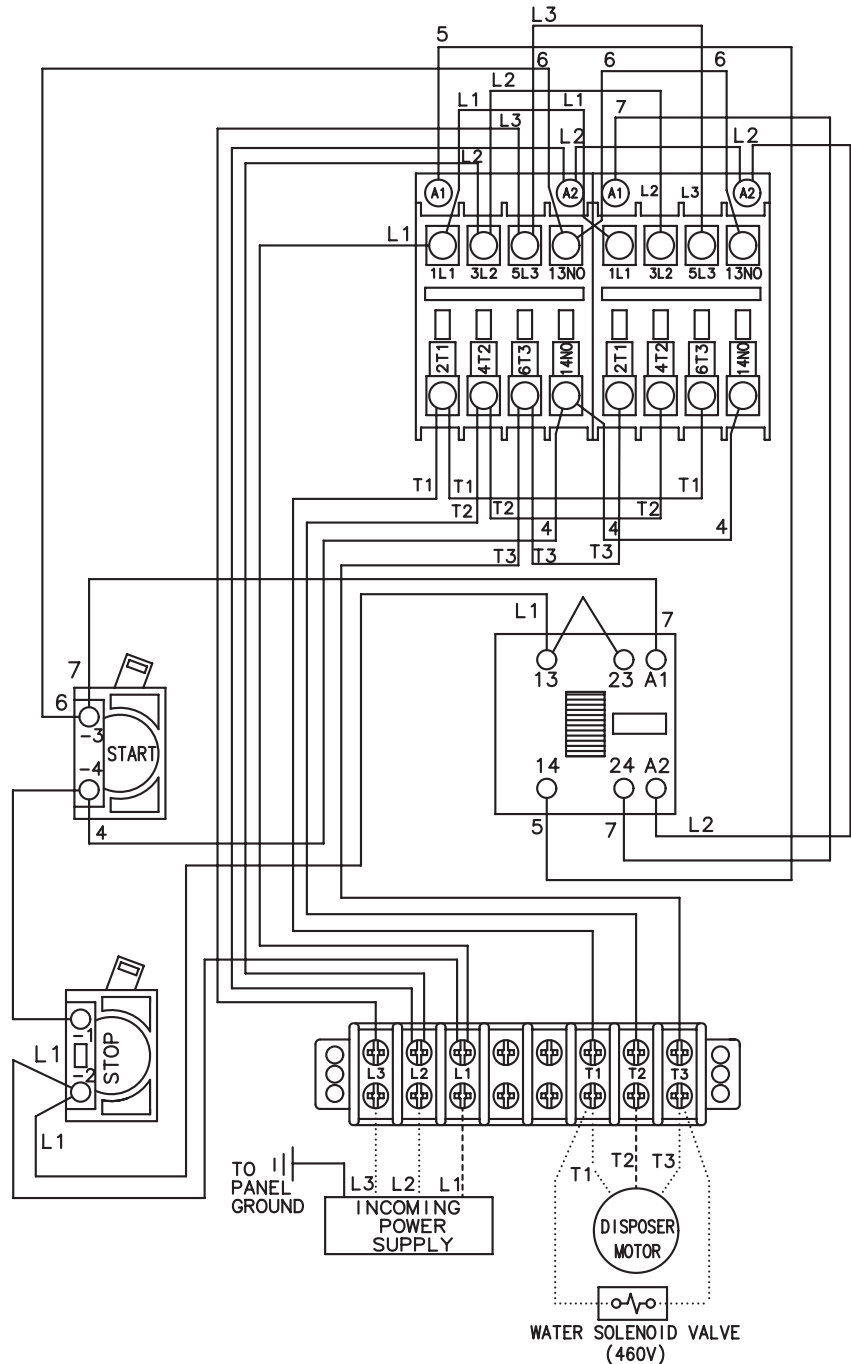 L3
5
6
6
6
L2
L1
L1
7
L3
L2
L2
L2
A1
A2
A1
L2
L3
A2
L1
1L1
3L2
5L3
13NO
1L1
3L2
5L3
13NO
2T1
4T2
6T3
14NO
2T1
4T2
6T3
14NO
T1
T1
T1
T2
T2
T2
4
4
4
T3
T3
T3
L1
7
7
6
13
23
A1
-3
START
-4
14
24
A2
4
5
7
L2
-1
L1
STOP
-2
L1
L3
L2
L1
T1
T2
T3
TO
PANEL
GROUND
L3
L2
L1
T1
T2
T3
INCOMING
POWER
SUPPLY
DISPOSER
MOTOR
WATER SOLENOID VALVE
(460V)